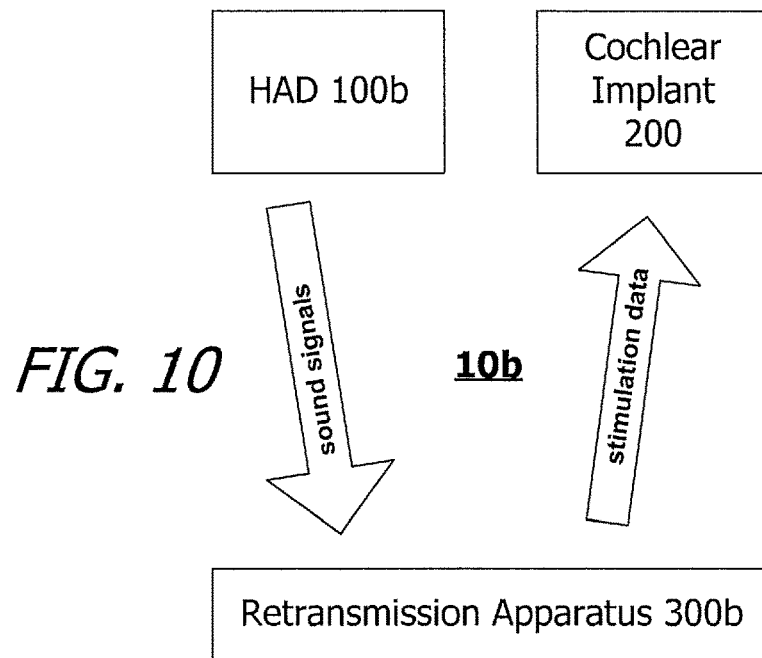 HAD 100b
Cochlear
Implant
200
sound signals
stimulation data
FIG. 10
10b
Retransmission Apparatus 300b